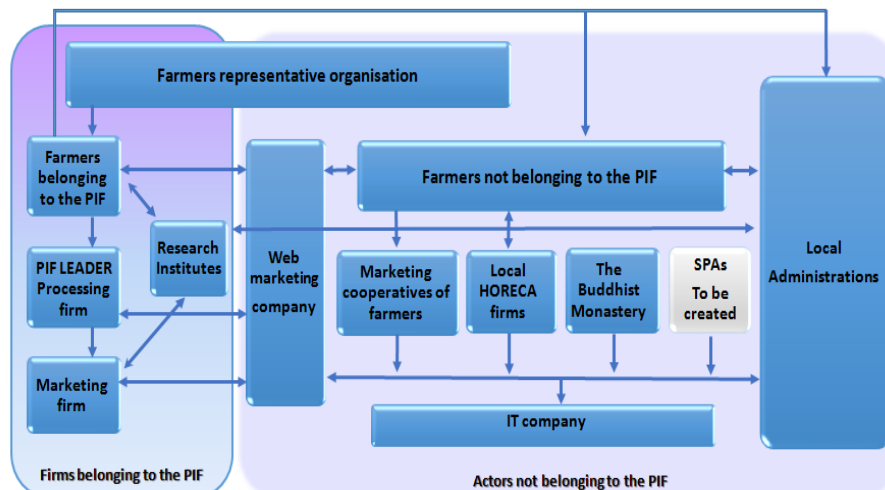 Farmers representative organisation
Farmers
belonging
to the PIF
Farmers not belonging to the PIF
Research
Institutes
Web
marketing
company
PIF LEADER
Processing
firm
Marketing
cooperatives of
farmers
Local
HORECA
firms
The
Buddhist
Monastery
SPAs
To be
created
Local
Administrations
Marketing
firm
IT company
Firms belonging to the PIF
Actors not belonging to the PIF